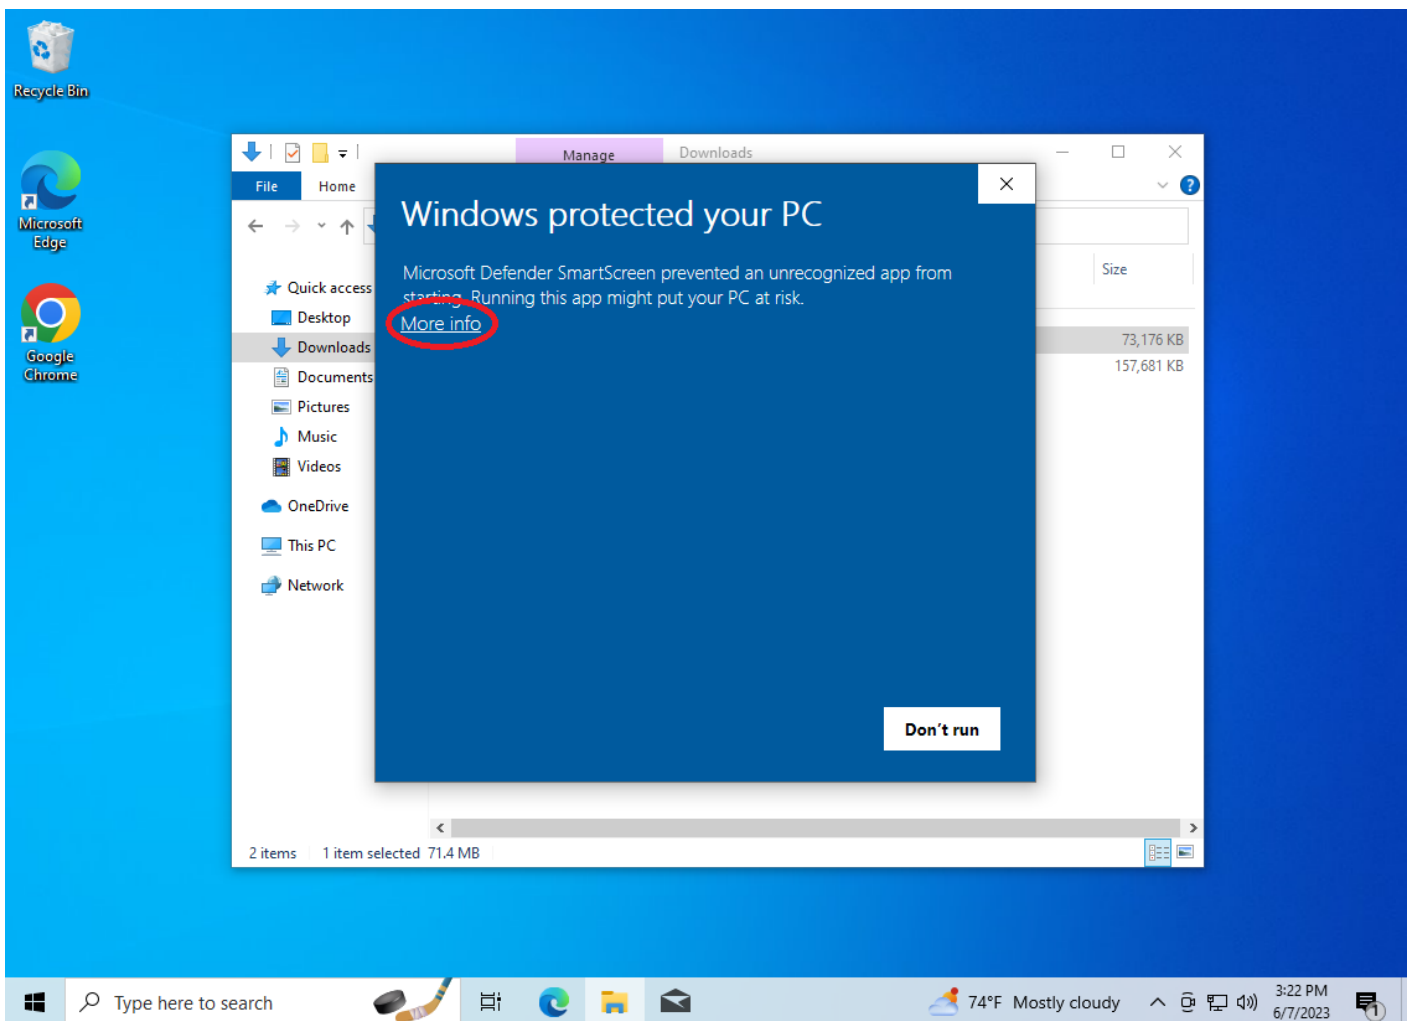 Recycle Bin
Microsoft
Edge
Google
Chrome
Manage
Downloads
File
Home
Windows protected your PC
Microsoft Defender SmartScreen prevented an unrecognized app from
starting. Running this app might put your PC at risk.
More info
Size
Quick access
Desktop
Downloads
Documents
Pictures
Music
Videos
OneDrive
This PC
Network
73,176 KB
157,681 KB
Don't run
2 items
1 item selected 71.4 MB
Type here to search
74°F Mostly cloudy
3:22 PM
6/7/2023
1